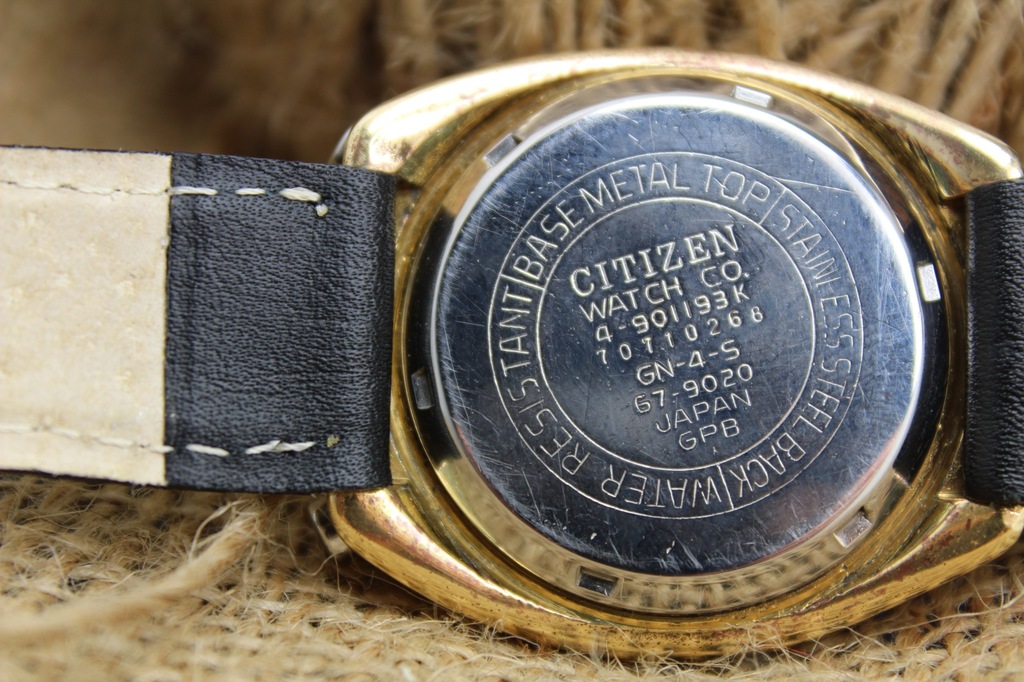 BASE METAL TOP | STAINLESS STEEL BACK | WATER RESISTANT |
CITIZEN
WATCH CO.
4-901193K
70710268
GN-4-S
67-9020
JAPAN
GPB